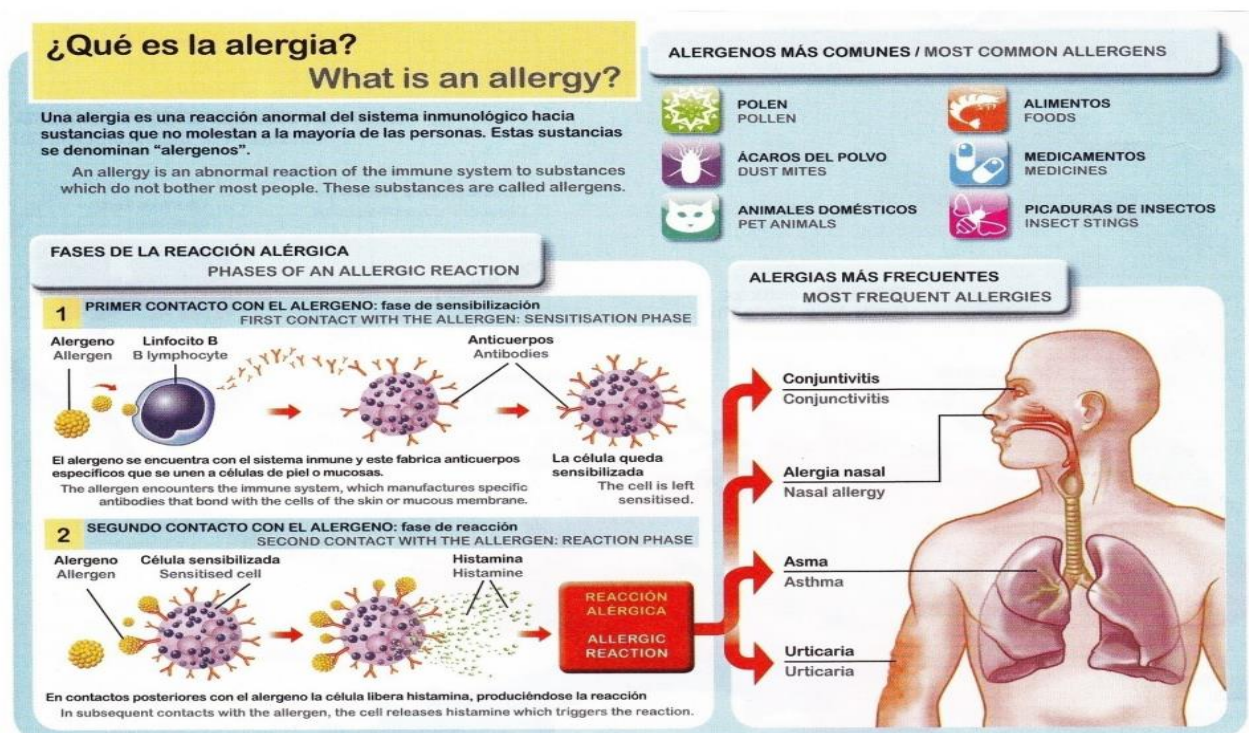 ¿Qué es la alergia?
What is an allergy?
Una alergia es una reacción anormal del sistema inmunológico hacia
sustancias que no molestan a la mayoría de las personas. Estas sustancias
se denominan “alergenos”.
An allergy is an abnormal reaction of the immune system to substances
which do not bother most people. These substances are called allergens.
ALERGENOS MÁS COMUNES / MOST COMMON ALLERGENS
POLEN
POLLEN
ALIMENTOS
FOODS
ÁCAROS DEL POLVO
DUST MITES
MEDICAMENTOS
MEDICINES
ANIMALES DOMÉSTICOS
PET ANIMALS
PICADURAS DE INSECTOS
INSECT STINGS
FASES DE LA REACCIÓN ALÉRGICA
PHASES OF AN ALLERGIC REACTION
1
PRIMER CONTACTO CON EL ALERGENO: fase de sensibilización
FIRST CONTACT WITH THE ALLERGEN: SENSITISATION PHASE
Alergeno
Allergen
Linfocito B
B lymphocyte
Anticuerpos
Antibodies
El alergeno se encuentra con el sistema inmune y este fabrica anticuerpos
específicos que se unen a células de piel o mucosas.
The allergen encounters the immune system, which manufactures specific
antibodies that bond with the cells of the skin or mucous membrane.
La célula queda
sensibilizada
The cell is left
sensitised.
2
SEGUNDO CONTACTO CON EL ALERGENO: fase de reacción
SECOND CONTACT WITH THE ALLERGEN: REACTION PHASE
Alergeno
Allergen
Célula sensibilizada
Sensitised cell
Histamina
Histamine
REACCIÓN
ALÉRGICA
ALLERGIC
REACTION
En contactos posteriores con el alergeno la célula libera histamina, produciéndose la reacción
In subsequent contacts with the allergen, the cell releases histamine which triggers the reaction.
ALERGIAS MÁS FRECUENTES
MOST FREQUENT ALLERGIES
Conjuntivitis
Conjunctivitis
Alergia nasal
Nasal allergy
Asma
Asthma
Urticaria
Urticaria